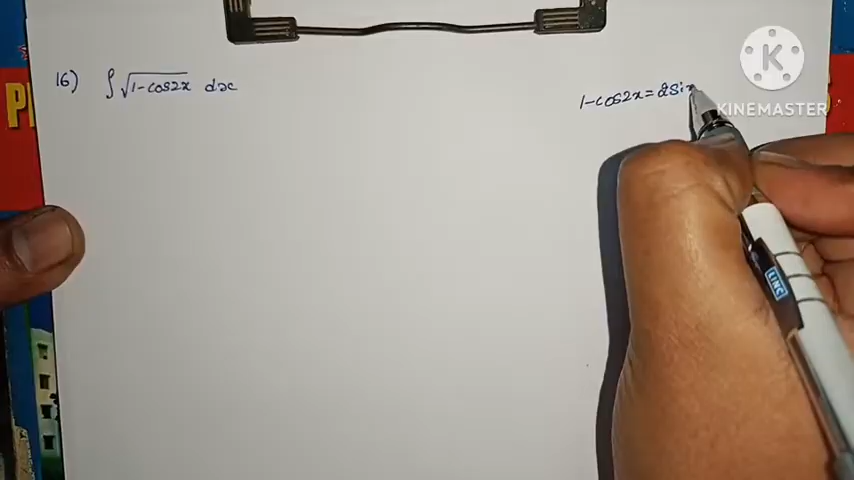 16) ∫ √1-cos2x dx
1-cos2x = 2sin
KINEMASTER
LINC